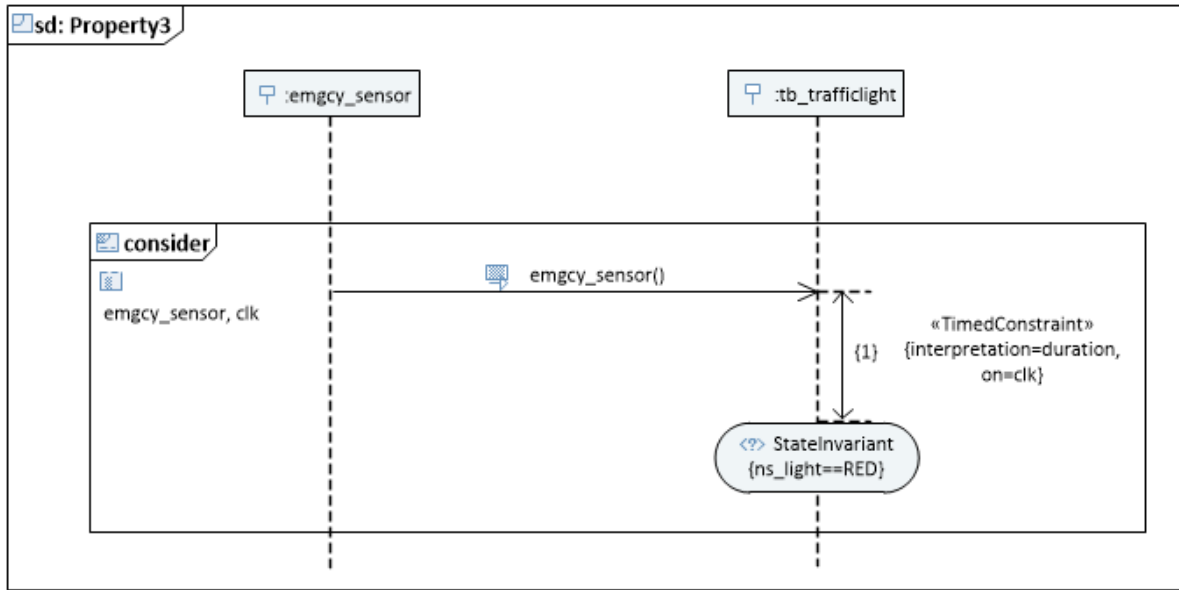 sd: Property3
:emgcy_sensor
:tb_trafficlight
consider
emgcy_sensor, clk
emgcy_sensor()
{1}
«TimedConstraint»
{interpretation=duration,
on=clk}
<?> StateInvariant
{ns_light==RED}